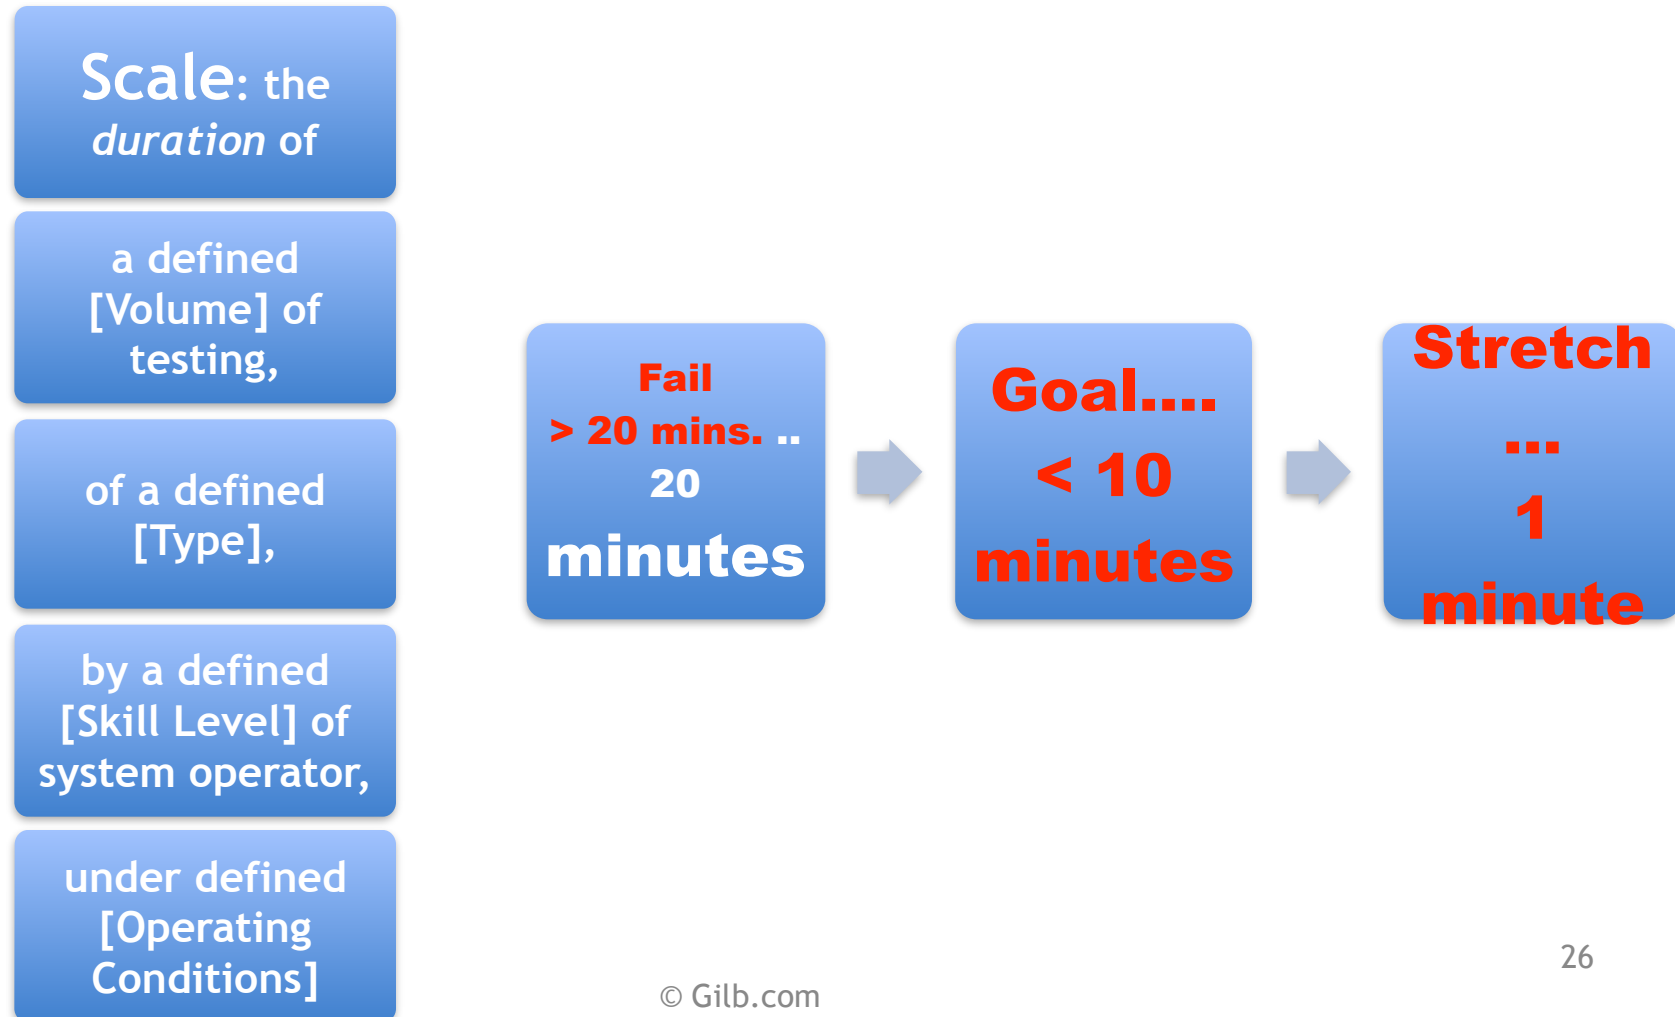 Scale: the
duration of
a defined
[Volume] of
testing,
of a defined
[Type],
by a defined
[Skill Level] of
system operator,
under defined
[Operating
Conditions]
Fail
> 20 mins. ..
20
minutes
Goal....
< 10
minutes
Stretch
...
1
minute
26
© Gilb.com